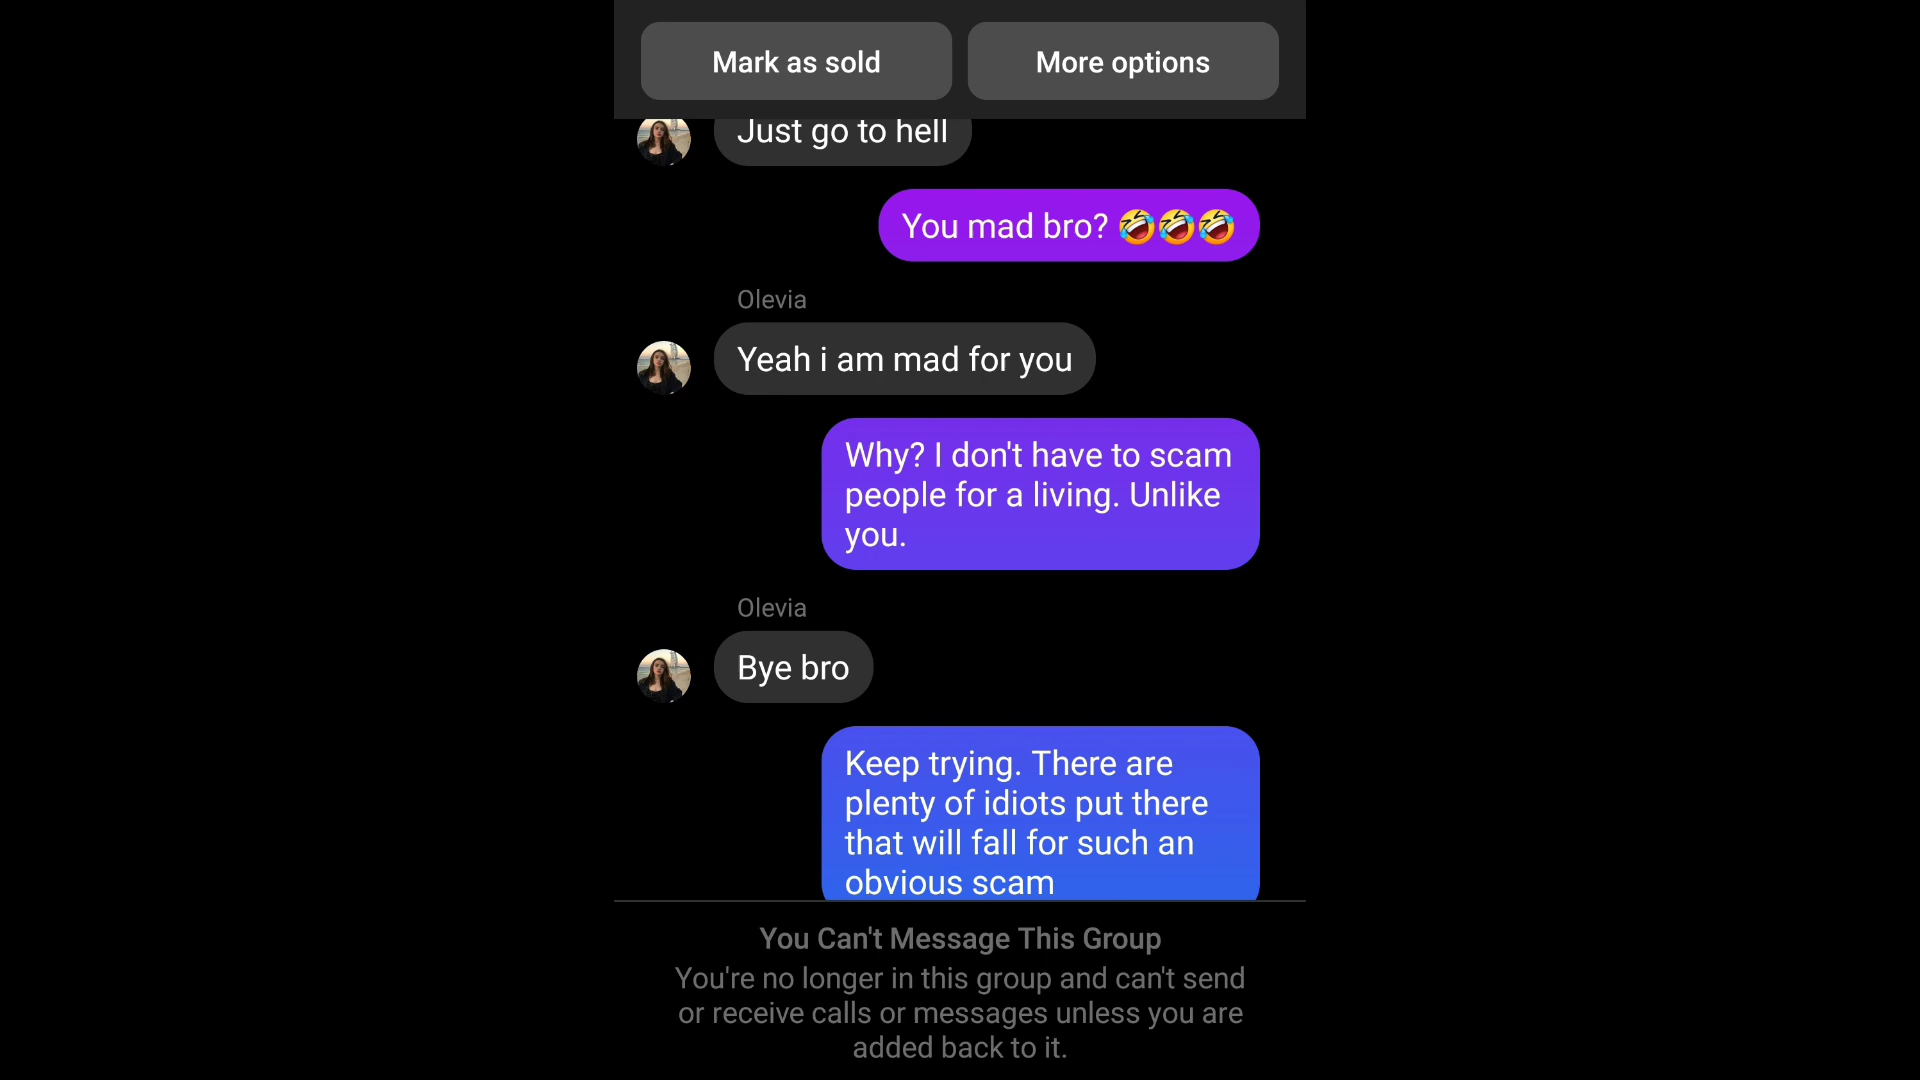 Mark as sold
More options
Just go to hell
You mad bro? 🤣🤣🤣
Olevia
Yeah i am mad for you
Why? I don't have to scam
people for a living. Unlike
you.
Olevia
Bye bro
Keep trying. There are
plenty of idiots put there
that will fall for such an
obvious scam
You Can't Message This Group
You're no longer in this group and can't send
or receive calls or messages unless you are
added back to it.